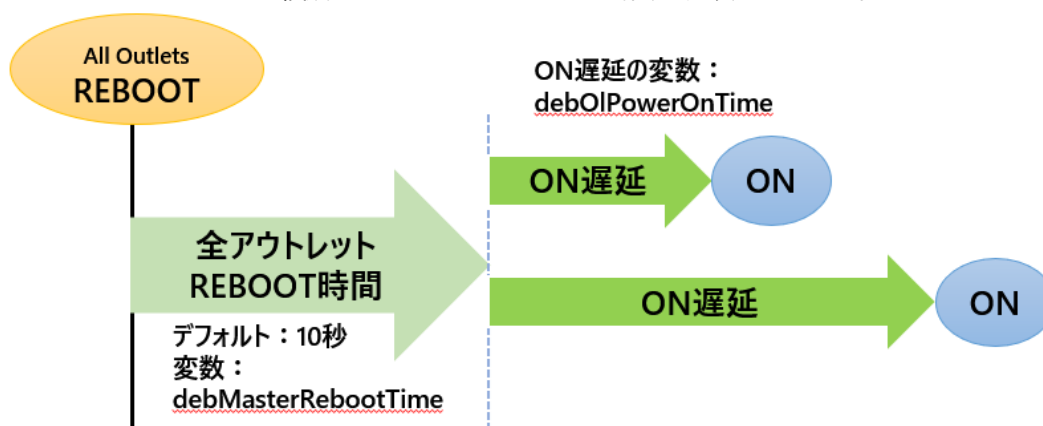 All Outlets
REBOOT
ON遅延の変数：
debOlPowerOnTime
ON遅延
ON
全アウトレット
REBOOT時間
ON遅延
ON
デフォルト：10秒
変数：
debMasterRebootTime